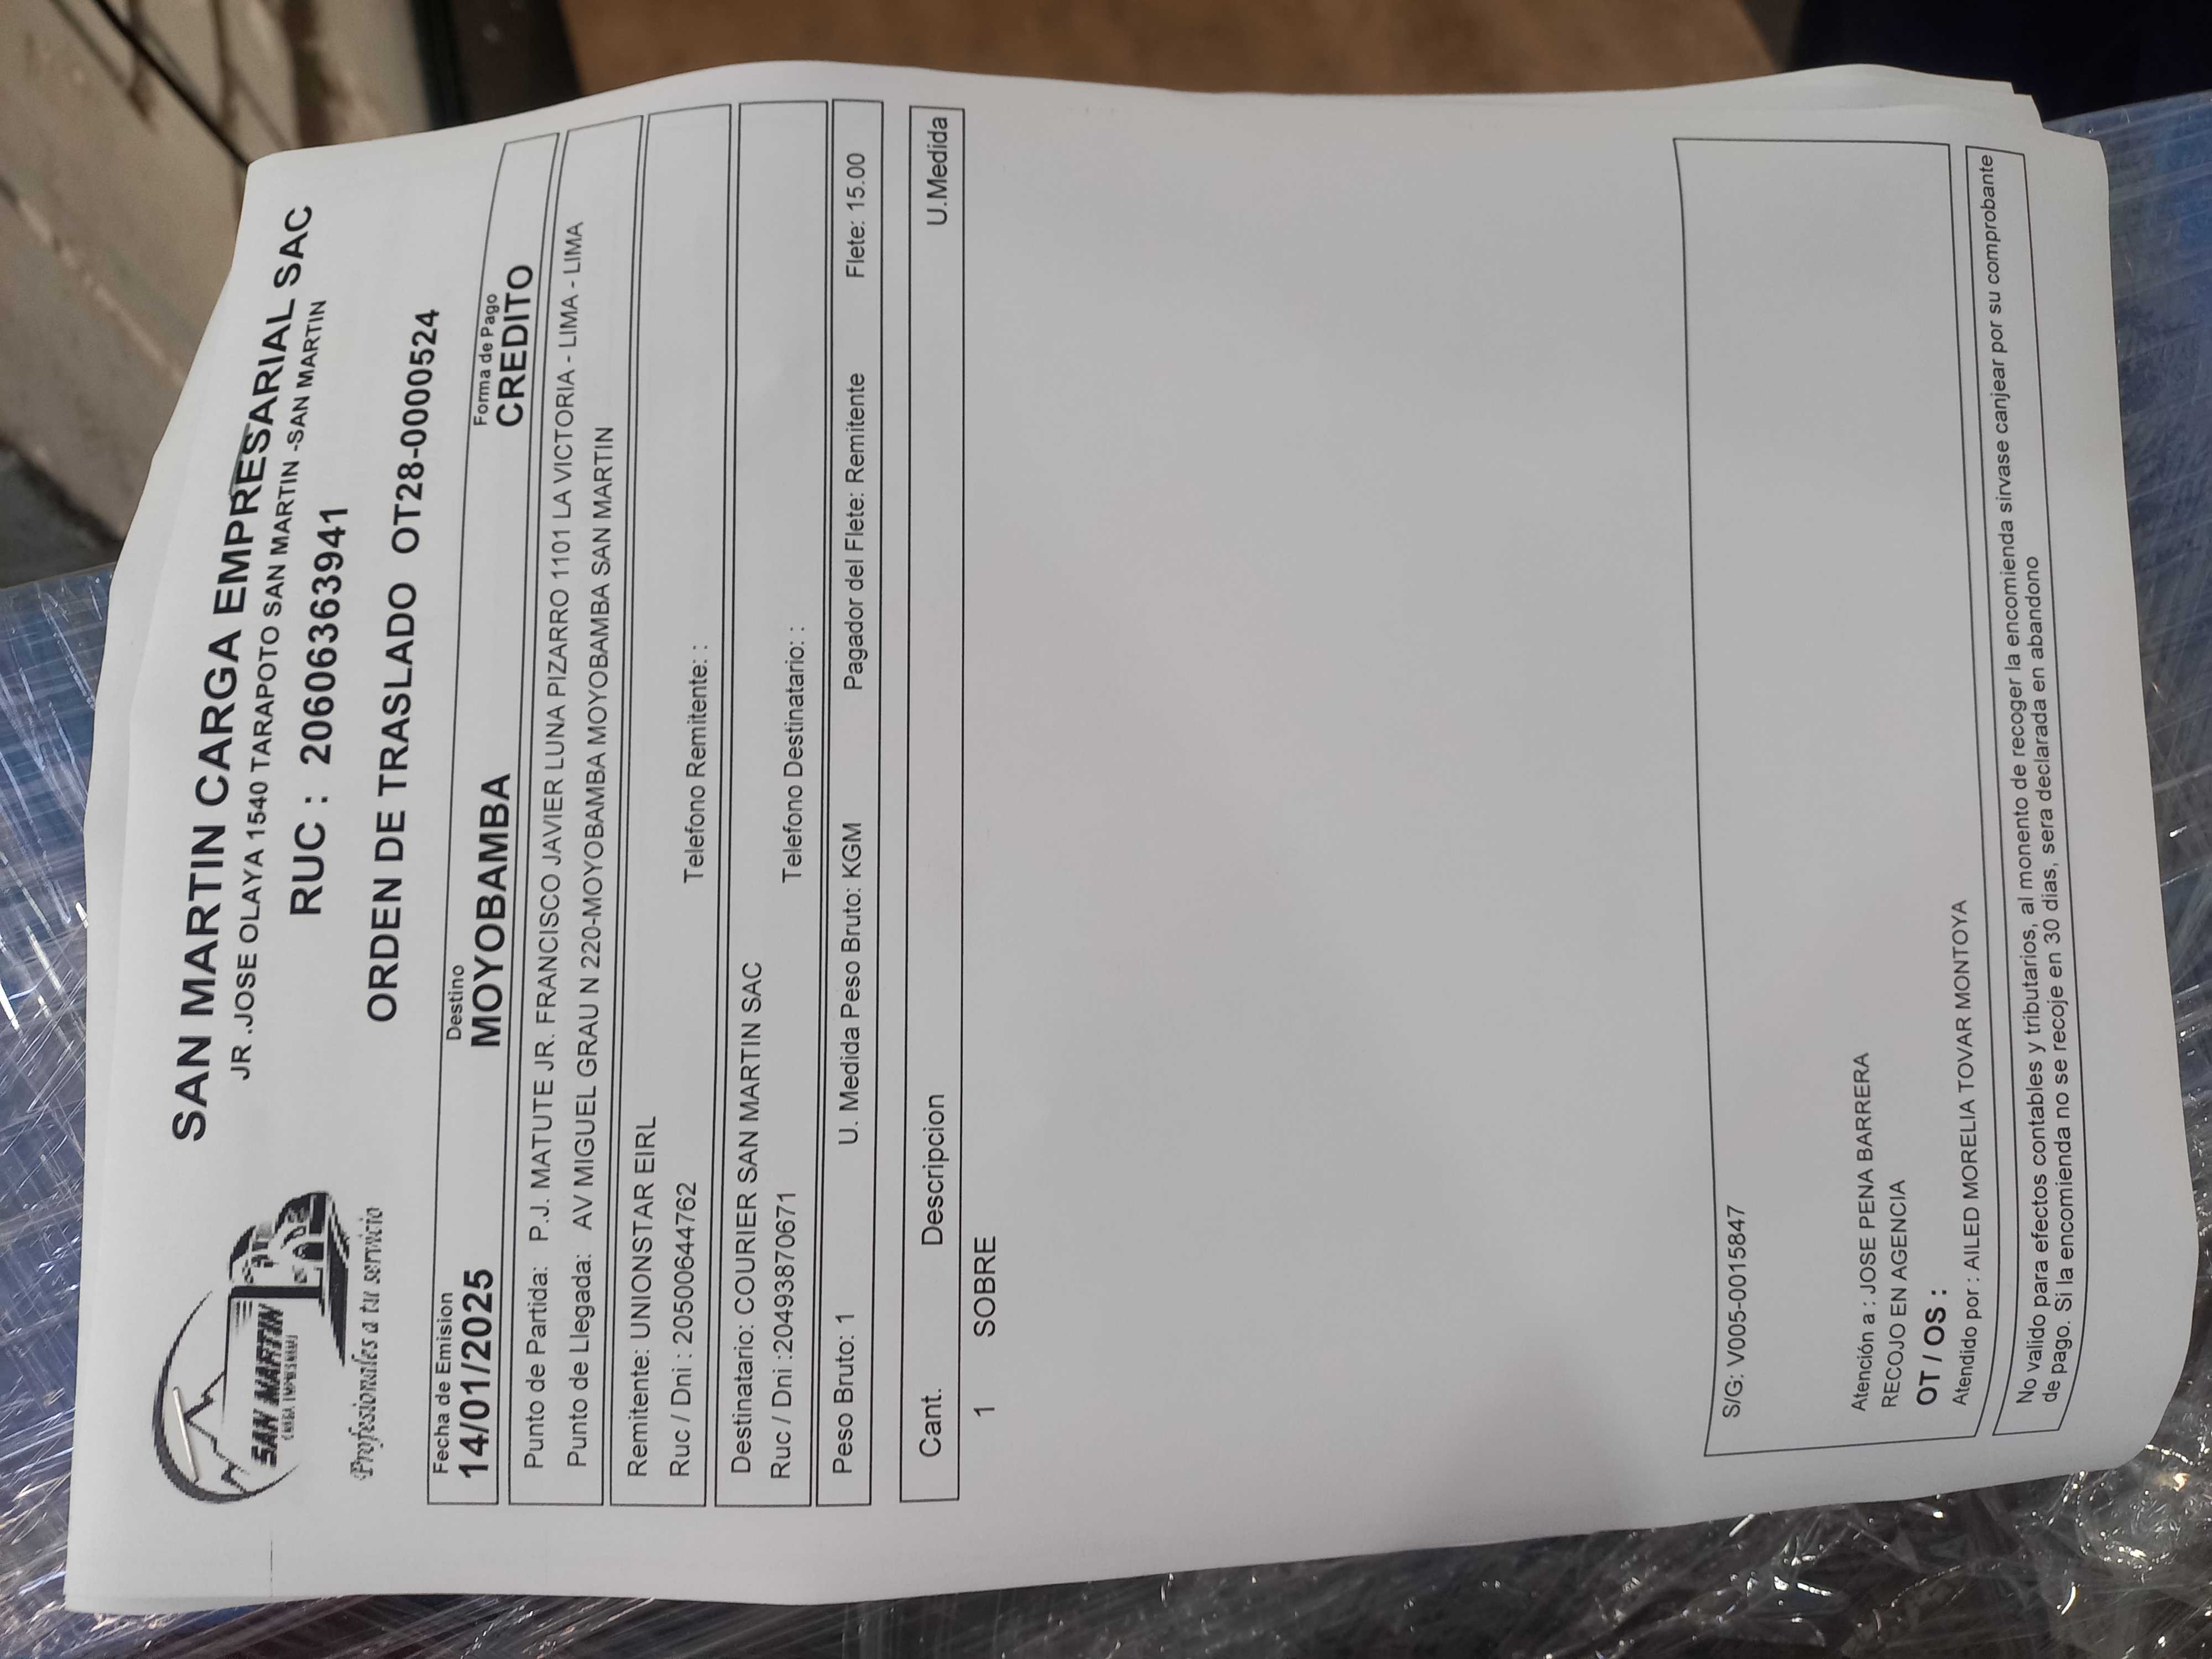 SAN MARTIN
CARGA EMPRESARIAL
Profesionales a tu servicio
SAN MARTIN CARGA EMPRESARIAL SAC
JR .JOSE OLAYA 1540 TARAPOTO SAN MARTIN -SAN MARTIN
RUC : 20606363941
ORDEN DE TRASLADO OT28-0000524
Fecha de Emision Destino Forma de Pago
14/01/2025 MOYOBAMBA CREDITO
Punto de Partida: P.J. MATUTE JR. FRANCISCO JAVIER LUNA PIZARRO 1101 LA VICTORIA - LIMA - LIMA
Punto de Llegada: AV MIGUEL GRAU N 220-MOYOBAMBA MOYOBAMBA SAN MARTIN
Remitente: UNIONSTAR EIRL
Ruc / Dni : 20500644762 Telefono Remitente: :
Destinatario: COURIER SAN MARTIN SAC
Ruc / Dni :20493870671 Telefono Destinatario: :
Peso Bruto: 1 U. Medida Peso Bruto: KGM Pagador del Flete: Remitente Flete: 15.00
Cant. Descripcion U.Medida
1 SOBRE
S/G: V005-0015847
Atención a : JOSE PENA BARRERA
RECOJO EN AGENCIA
OT / OS :
Atendido por : AILED MORELIA TOVAR MONTOYA
No valido para efectos contables y tributarios, al monento de recoger la encomienda sirvase canjear por su comprobante
de pago. Si la encomienda no se recoje en 30 dias, sera declarada en abandono